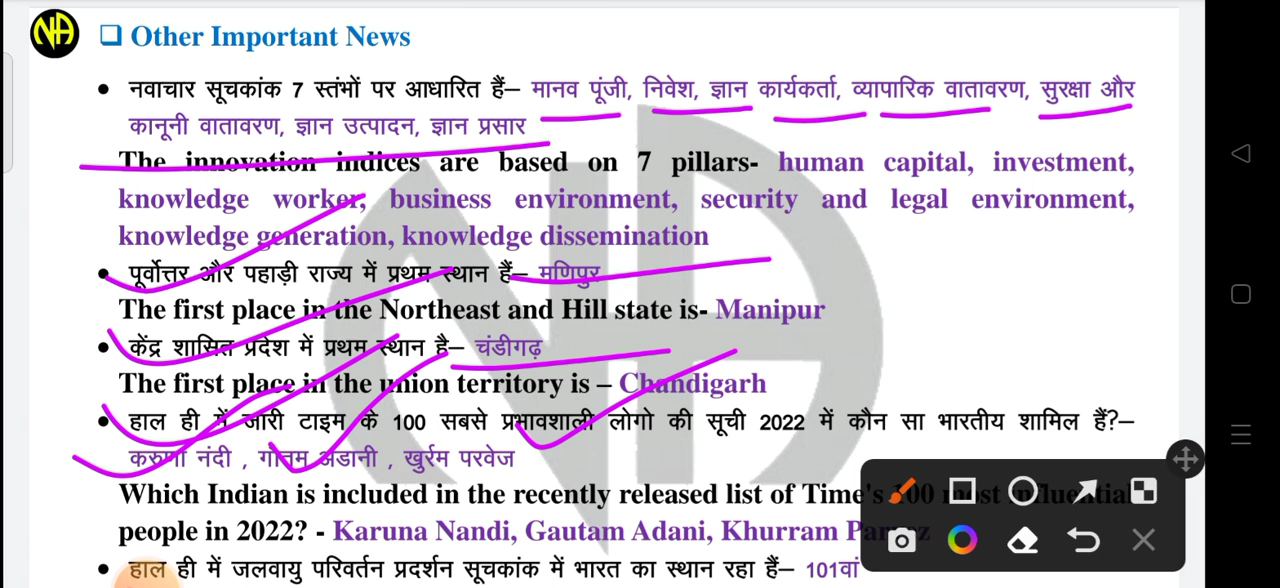 NA
❑ Other Important News
• नवाचार सूचकांक 7 स्तंभों पर आधारित हैं– मानव पूंजी, निवेश, ज्ञान कार्यकर्ता, व्यापारिक वातावरण, सुरक्षा और
कानूनी वातावरण, ज्ञान उत्पादन, ज्ञान प्रसार
The innovation indices are based on 7 pillars- human capital, investment,
knowledge worker, business environment, security and legal environment,
knowledge generation, knowledge dissemination
• पूर्वोत्तर और पहाड़ी राज्य में प्रथम स्थान हैं– मणिपुर
The first place in the Northeast and Hill state is- Manipur
• केंद्र शासित प्रदेश में प्रथम स्थान है– चंडीगढ़
The first place in the union territory is – Chandigarh
• हाल ही में जारी टाइम के 100 सबसे प्रभावशाली लोगो की सूची 2022 में कौन सा भारतीय शामिल हैं?–
करुणा नंदी , गौतम अडानी , खुर्रम परवेज
Which Indian is included in the recently released list of Time's 100 most influential
people in 2022? - Karuna Nandi, Gautam Adani, Khurram Parvez
• हाल ही में जलवायु परिवर्तन प्रदर्शन सूचकांक में भारत का स्थान रहा हैं– 101वां